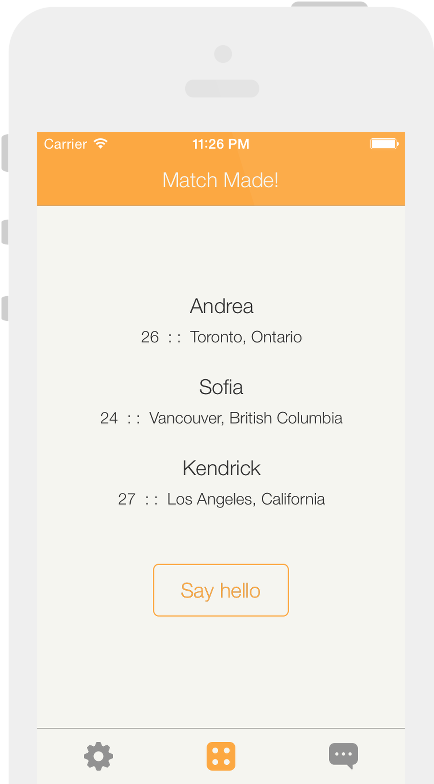 Carrier 11:26 PM
Match Made!
Andrea
26 :: Toronto, Ontario
Sofia
24 :: Vancouver, British Columbia
Kendrick
27 :: Los Angeles, California
Say hello